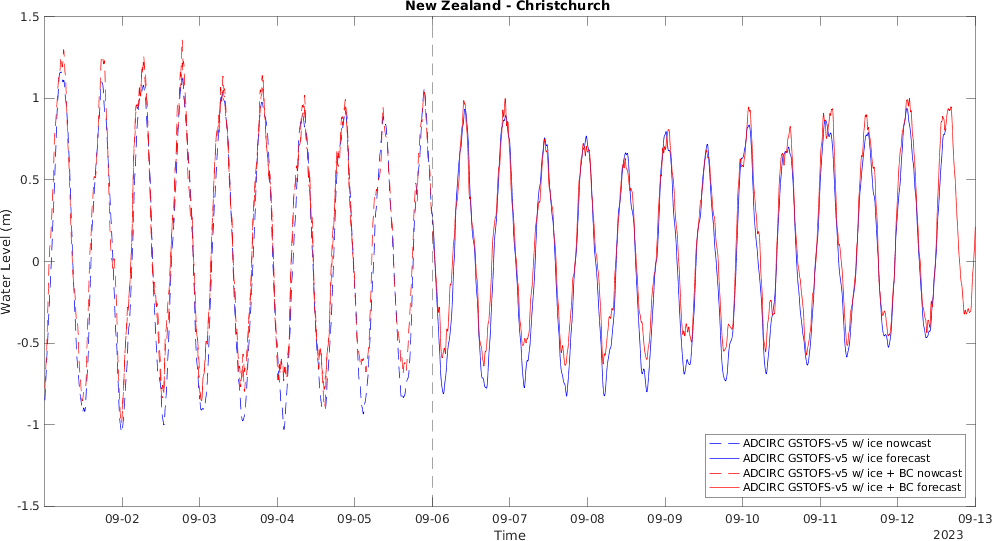 New Zealand - Christchurch
1.5
1
0.5
0
-0.5
-1
-1.5
Water Level (m)
ADCIRC GSTOFS-v5 w/ ice nowcast
ADCIRC GSTOFS-v5 w/ ice forecast
ADCIRC GSTOFS-v5 w/ ice + BC nowcast
ADCIRC GSTOFS-v5 w/ ice + BC forecast
09-02 09-03 09-04 09-05 09-06 09-07 09-08 09-09 09-10 09-11 09-12 09-13
Time
2023